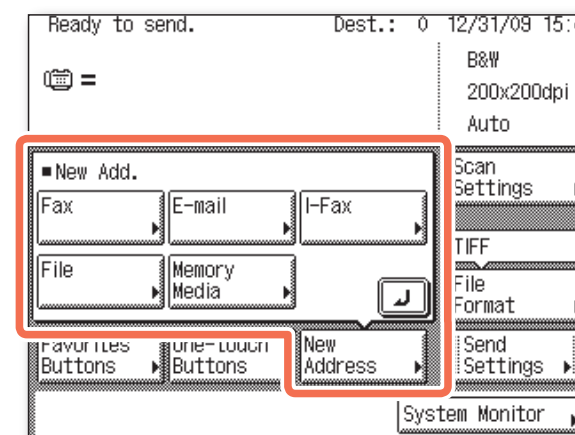 Ready to send. Dest.: 0 12/31/09 15:
B&W
=
200x200dpi
Auto
■New Add.
Scan
Settings
Fax E-mail I-Fax
TIFF
File Memory
Media
File
Format
Favorites One-touch New Send
Buttons Buttons Address Settings
System Monitor